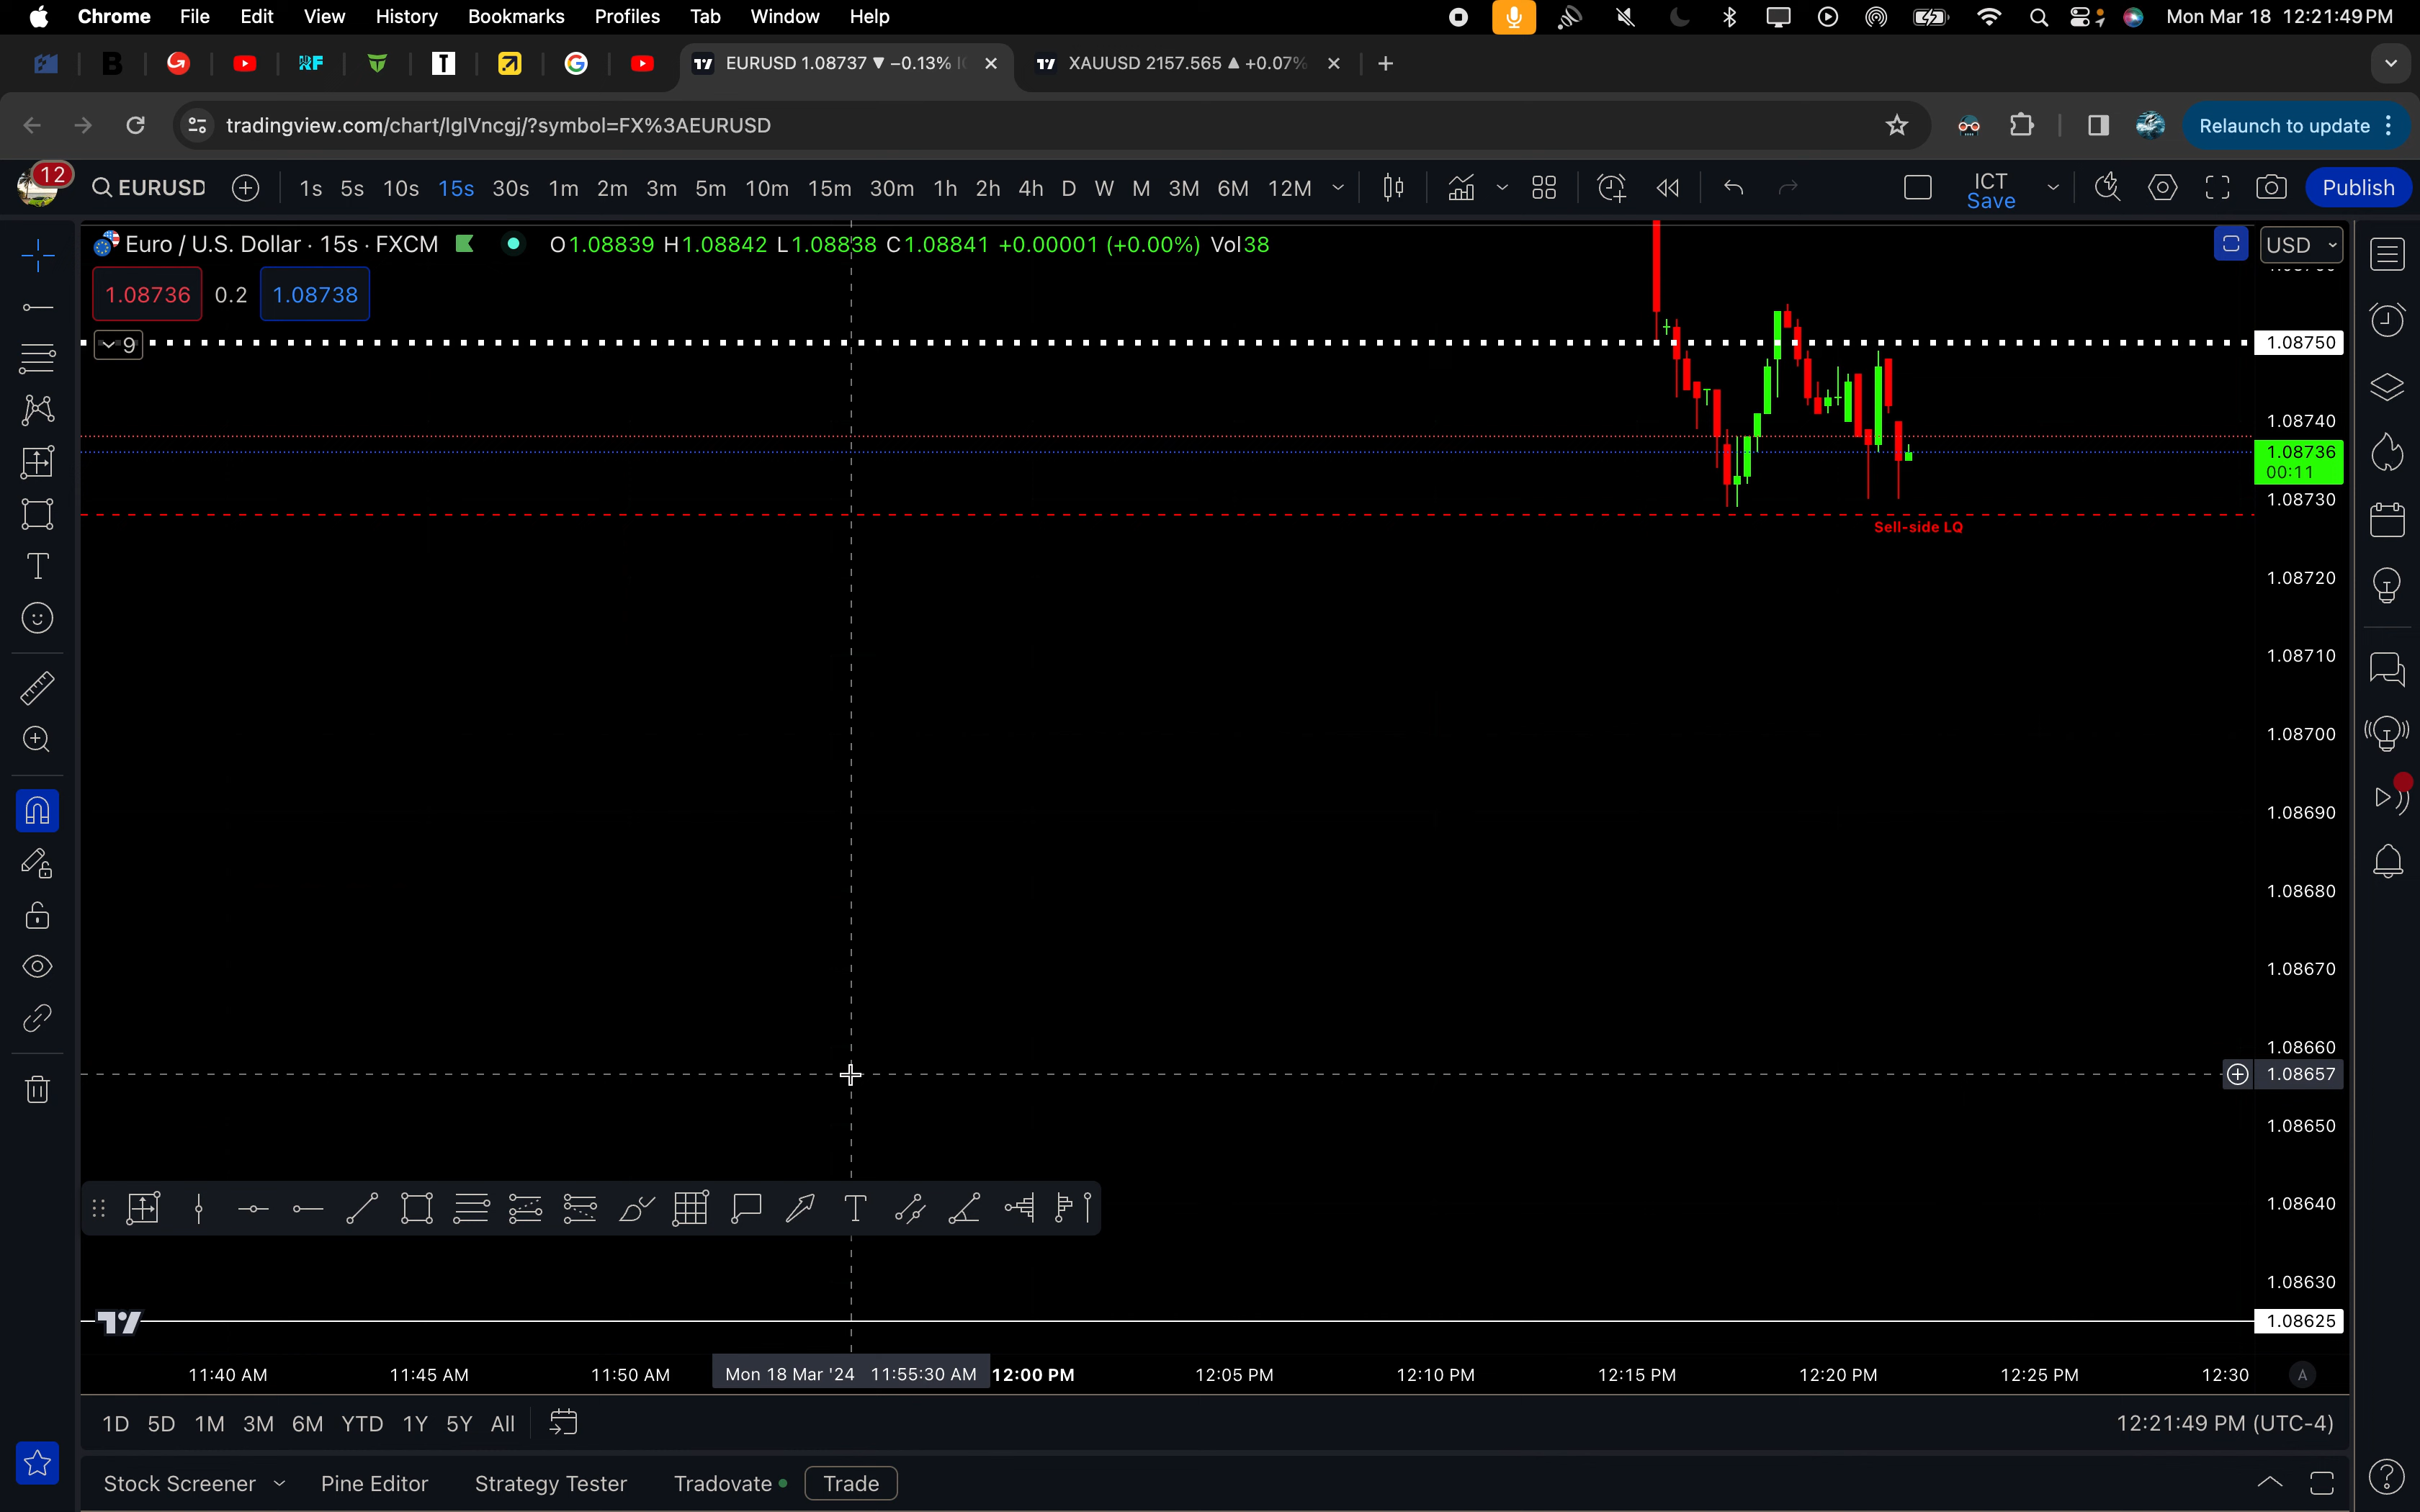 Chrome File Edit View History Bookmarks Profiles Tab Window Help Mon Mar 18 12:21:49 PM
EURUSD 1.08737 ▼ −0.13% XAUUSD 2157.565 ▲ +0.07%
tradingview.com/chart/lglVncgj/?symbol=FX%3AEURUSD Relaunch to update
12 EURUSD 1s 5s 10s 15s 30s 1m 2m 3m 5m 10m 15m 30m 1h 2h 4h D W M 3M 6M 12M ICT Save Publish
Euro / U.S. Dollar · 15s · FXCM O1.08839 H1.08842 L1.08838 C1.08841 +0.00001 (+0.00%) Vol38 USD
1.08736 0.2 1.08738
9
1.08750
1.08740
1.08736
00:11
1.08730
Sell-side LQ
1.08720
1.08710
1.08700
1.08690
1.08680
1.08670
1.08660
1.08657
1.08650
1.08640
1.08630
1.08625
11:40 AM 11:45 AM 11:50 AM Mon 18 Mar '24 11:55:30 AM 12:00 PM 12:05 PM 12:10 PM 12:15 PM 12:20 PM 12:25 PM 12:30 A
1D 5D 1M 3M 6M YTD 1Y 5Y All 12:21:49 PM (UTC-4)
Stock Screener Pine Editor Strategy Tester Tradovate Trade